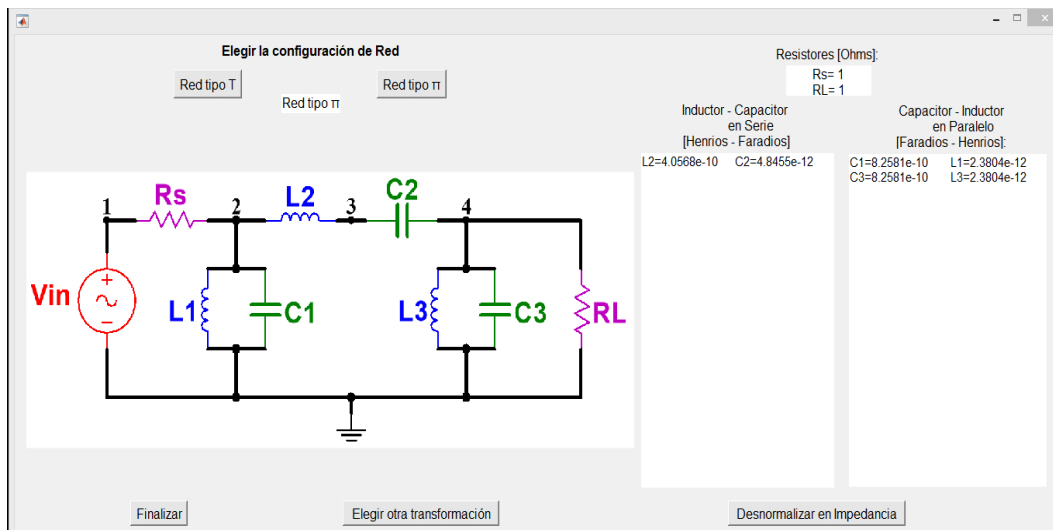 Elegir la configuración de Red
Red tipo T
Red tipo π
Red tipo π
Resistores [Ohms]:
Rs= 1
RL= 1
Inductor - Capacitor
en Serie
[Henrios - Faradios]
L2=4.0568e-10 C2=4.8455e-12
Capacitor - Inductor
en Paralelo
[Faradios - Henrios]:
C1=8.2581e-10 L1=2.3804e-12
C3=8.2581e-10 L3=2.3804e-12
1 Rs 2 L2 3 C2 4
Vin L1 C1 L3 C3 RL
Finalizar
Elegir otra transformación
Desnormalizar en Impedancia